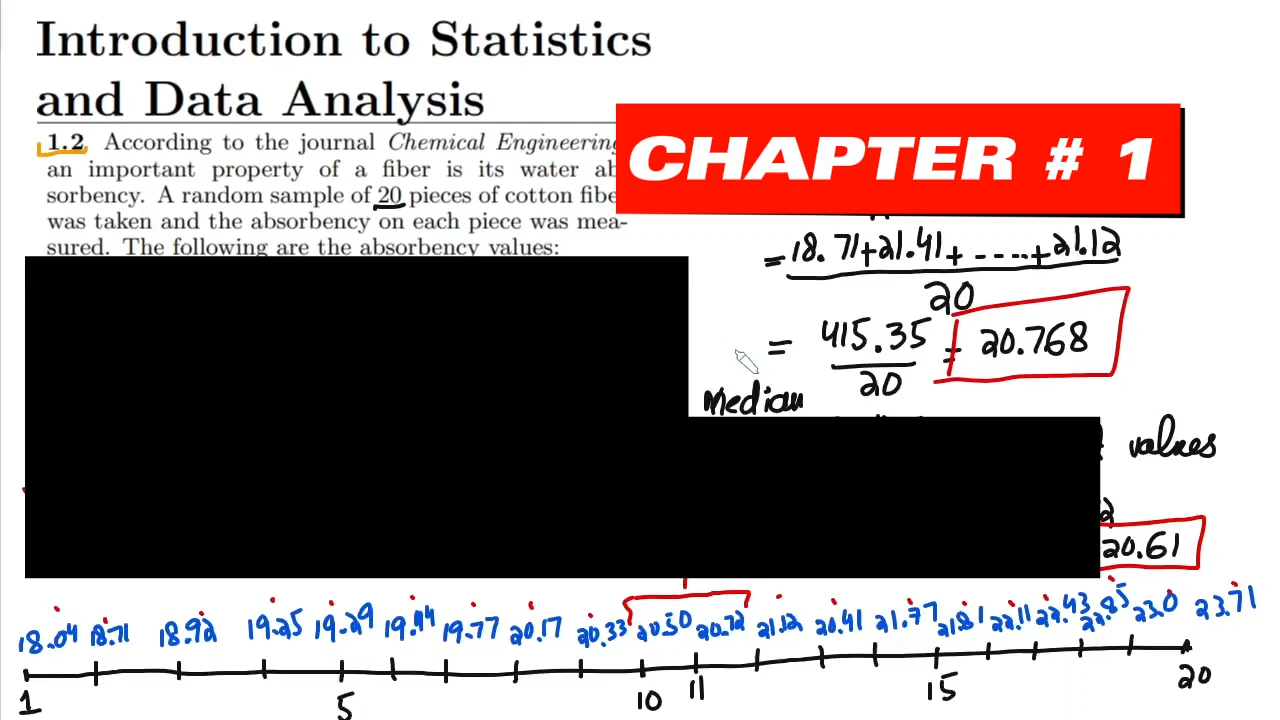 Introduction to Statistics
and Data Analysis
1.2 According to the journal Chemical Engineering
an important property of a fiber is its water ab
sorbency. A random sample of 20 pieces of cotton fibe
was taken and the absorbency on each piece was mea-
sured. The following are the absorbency values:
CHAPTER # 1
= 18.71+21.41+ ....+21.12
20
= 415.35 = 20.768
20
Median
values
20.61
18.04 18.71 18.92 19.25 19.29 19.44 19.77 20.17 20.33 20.50 20.72 21.12 20.41 21.77 21.81 22.11 22.43 22.85 23.0 23.71
1 5 10 11 15 20